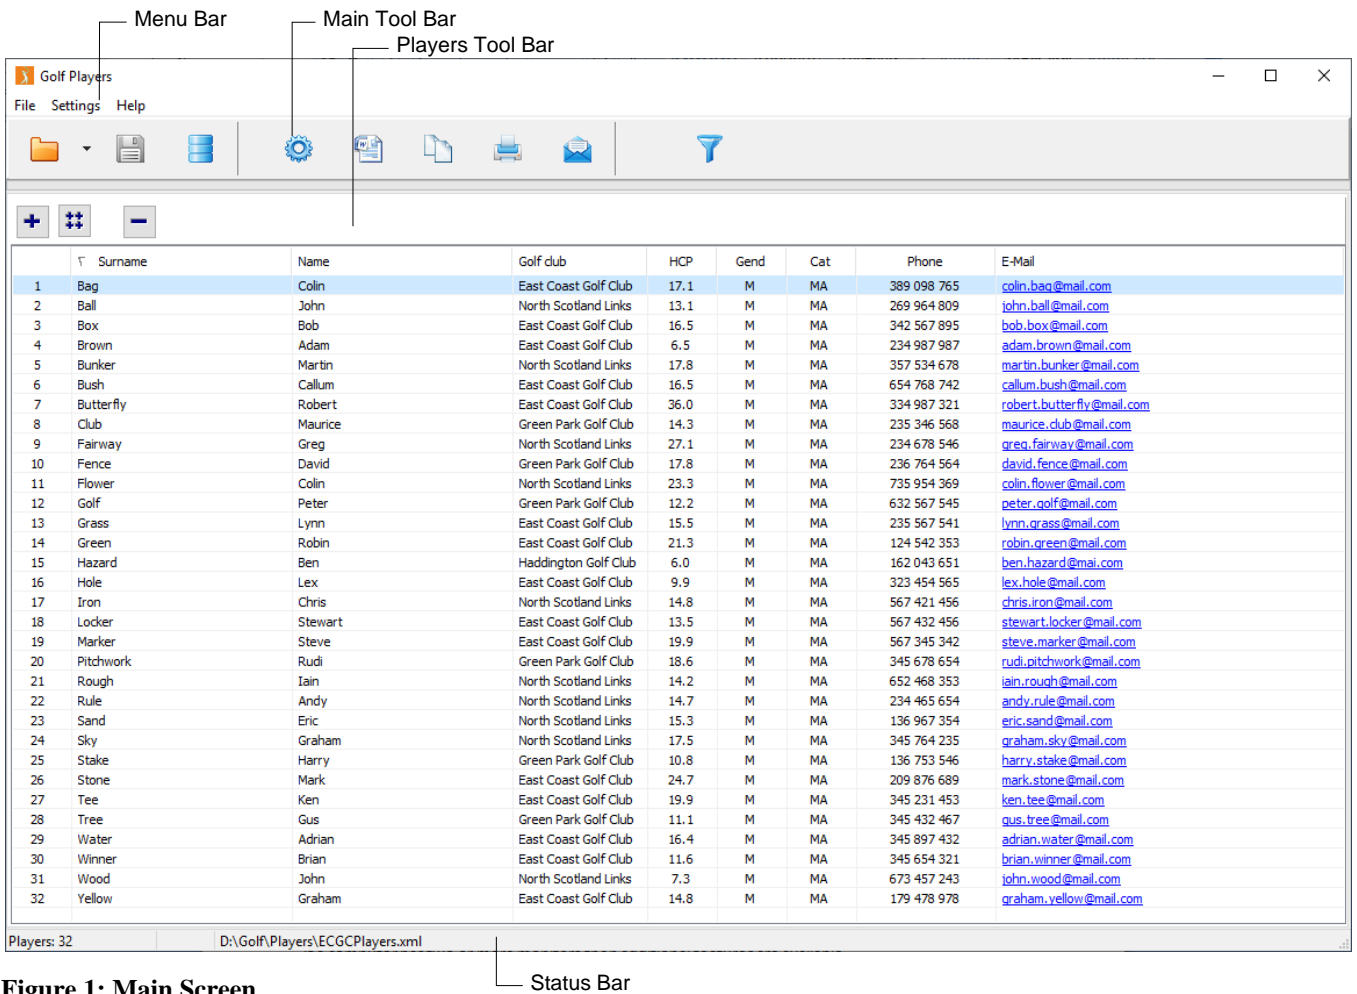 Menu Bar
Main Tool Bar
Players Tool Bar
Golf Players
File Settings Help
Surname Name Golf club HCP Gend Cat Phone E-Mail
1 Bag Colin East Coast Golf Club 17.1 M MA 389 098 765 colin.bag@mail.com
2 Ball John North Scotland Links 13.1 M MA 269 964 809 john.ball@mail.com
3 Box Bob East Coast Golf Club 16.5 M MA 342 567 895 bob.box@mail.com
4 Brown Adam East Coast Golf Club 6.5 M MA 234 987 987 adam.brown@mail.com
5 Bunker Martin North Scotland Links 17.8 M MA 357 534 678 martin.bunker@mail.com
6 Bush Callum East Coast Golf Club 16.5 M MA 654 768 742 callum.bush@mail.com
7 Butterfly Robert East Coast Golf Club 36.0 M MA 334 987 321 robert.butterfly@mail.com
8 Club Maurice Green Park Golf Club 14.3 M MA 235 346 568 maurice.club@mail.com
9 Fairway Greg North Scotland Links 27.1 M MA 234 678 546 greg.fairway@mail.com
10 Fence David Green Park Golf Club 17.8 M MA 236 764 564 david.fence@mail.com
11 Flower Colin North Scotland Links 23.3 M MA 735 954 369 colin.flower@mail.com
12 Golf Peter Green Park Golf Club 12.2 M MA 632 567 545 peter.golf@mail.com
13 Grass Lynn East Coast Golf Club 15.5 M MA 235 567 541 lynn.grass@mail.com
14 Green Robin East Coast Golf Club 21.3 M MA 124 542 353 robin.green@mail.com
15 Hazard Ben Haddington Golf Club 6.0 M MA 162 043 651 ben.hazard@mai.com
16 Hole Lex East Coast Golf Club 9.9 M MA 323 454 565 lex.hole@mail.com
17 Iron Chris North Scotland Links 14.8 M MA 567 421 456 chris.iron@mail.com
18 Locker Stewart East Coast Golf Club 13.5 M MA 567 432 456 stewart.locker@mail.com
19 Marker Steve East Coast Golf Club 19.9 M MA 567 345 342 steve.marker@mail.com
20 Pitchwork Rudi Green Park Golf Club 18.6 M MA 345 678 654 rudi.pitchwork@mail.com
21 Rough Iain North Scotland Links 14.2 M MA 652 468 353 iain.rough@mail.com
22 Rule Andy North Scotland Links 14.7 M MA 234 465 654 andy.rule@mail.com
23 Sand Eric North Scotland Links 15.3 M MA 136 967 354 eric.sand@mail.com
24 Sky Graham North Scotland Links 17.5 M MA 345 764 235 graham.sky@mail.com
25 Stake Harry Green Park Golf Club 10.8 M MA 136 753 546 harry.stake@mail.com
26 Stone Mark East Coast Golf Club 24.7 M MA 209 876 689 mark.stone@mail.com
27 Tee Ken East Coast Golf Club 19.9 M MA 345 231 453 ken.tee@mail.com
28 Tree Gus Green Park Golf Club 11.1 M MA 345 432 467 gus.tree@mail.com
29 Water Adrian East Coast Golf Club 16.4 M MA 345 897 432 adrian.water@mail.com
30 Winner Brian East Coast Golf Club 11.6 M MA 345 654 321 brian.winner@mail.com
31 Wood John North Scotland Links 7.3 M MA 673 457 243 john.wood@mail.com
32 Yellow Graham East Coast Golf Club 14.8 M MA 179 478 978 graham.yellow@mail.com
Players: 32 D:\Golf\Players\ECGCPlayers.xml
Status Bar
Figure 1: Main Screen